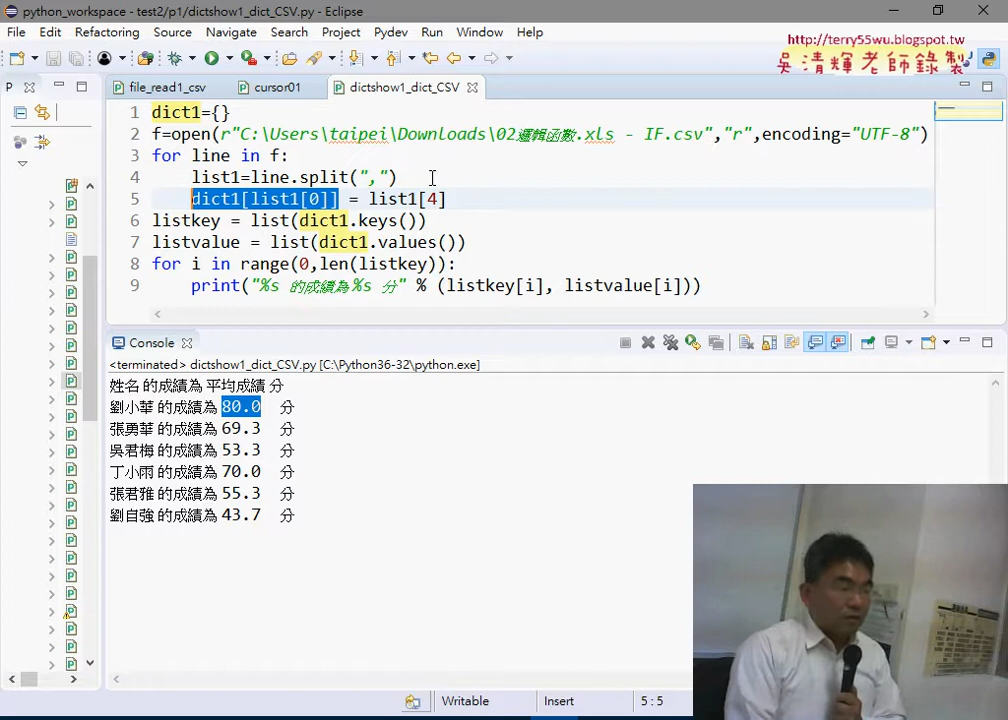 python_workspace - test2/p1/dictshow1_dict_CSV.py - Eclipse
File Edit Refactoring Source Navigate Search Project Pydev Run Window Help
http://terry55wu.blogspot.tw
吳清輝老師錄製
P file_read1_csv cursor01 dictshow1_dict_CSV
1 dict1={}
2 f=open(r"C:\Users\taipei\Downloads\02邏輯函數.xls - IF.csv","r",encoding="UTF-8")
3 for line in f:
4 list1=line.split(",")
5 dict1[list1[0]] = list1[4]
6 listkey = list(dict1.keys())
7 listvalue = list(dict1.values())
8 for i in range(0,len(listkey)):
9 print("%s 的成績為%s 分" % (listkey[i], listvalue[i]))
Console
<terminated> dictshow1_dict_CSV.py [C:\Python36-32\python.exe]
姓名 的成績為 平均成績 分
劉小華 的成績為 80.0 分
張勇華 的成績為 69.3 分
吳君梅 的成績為 53.3 分
丁小雨 的成績為 70.0 分
張君雅 的成績為 55.3 分
劉自強 的成績為 43.7 分
Writable Insert 5 : 5